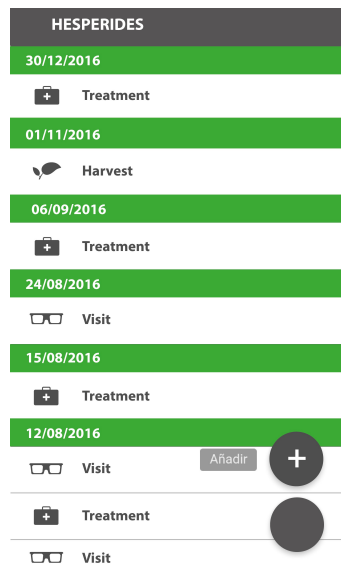 HESPERIDES
30/12/2016
Treatment
01/11/2016
Harvest
06/09/2016
Treatment
24/08/2016
Visit
15/08/2016
Treatment
12/08/2016
Visit
Añadir
+
Treatment
Visit